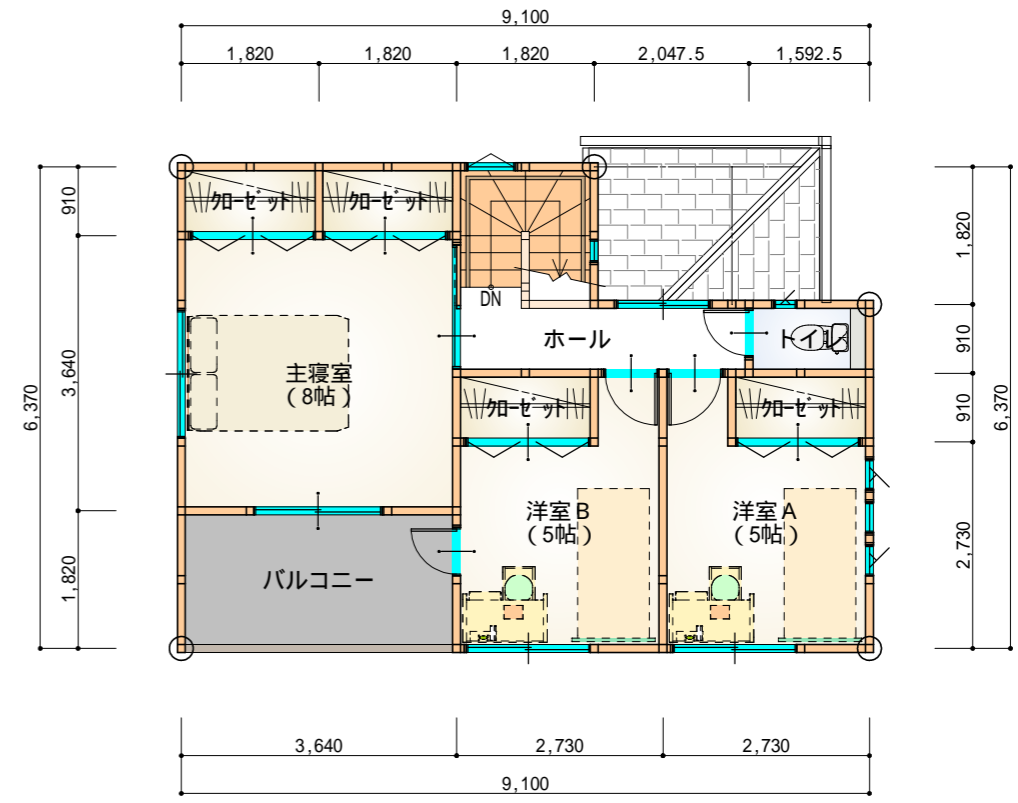 9,100
1,820
1,820
1,820
2,047.5
1,592.5
6,370
910
3,640
1,820
1,820
910
910
2,730
6,370
クローゼット
クローゼット
DN
ホール
トイレ
主寝室
(8帖)
クローゼット
クローゼット
洋室B
(5帖)
洋室A
(5帖)
バルコニー
3,640
2,730
2,730
9,100